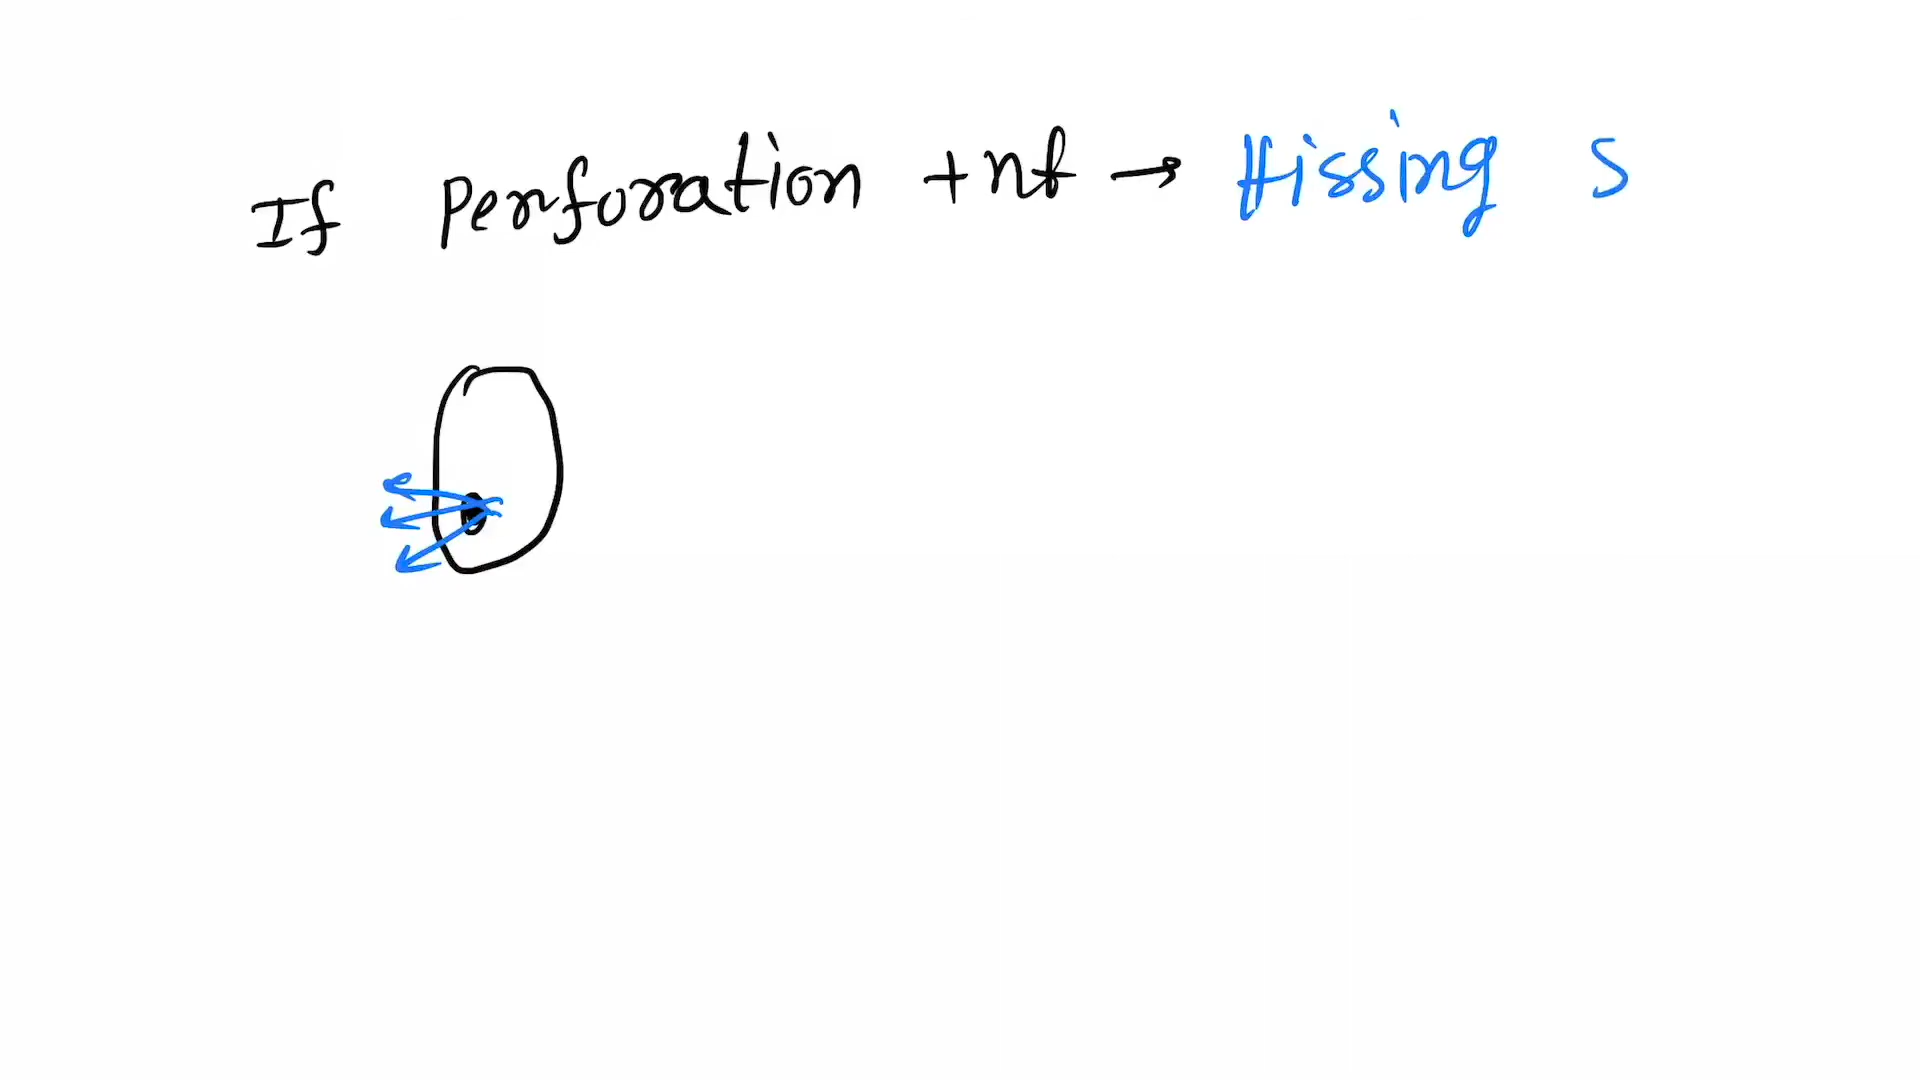 If Perforation +nt → Hissing s